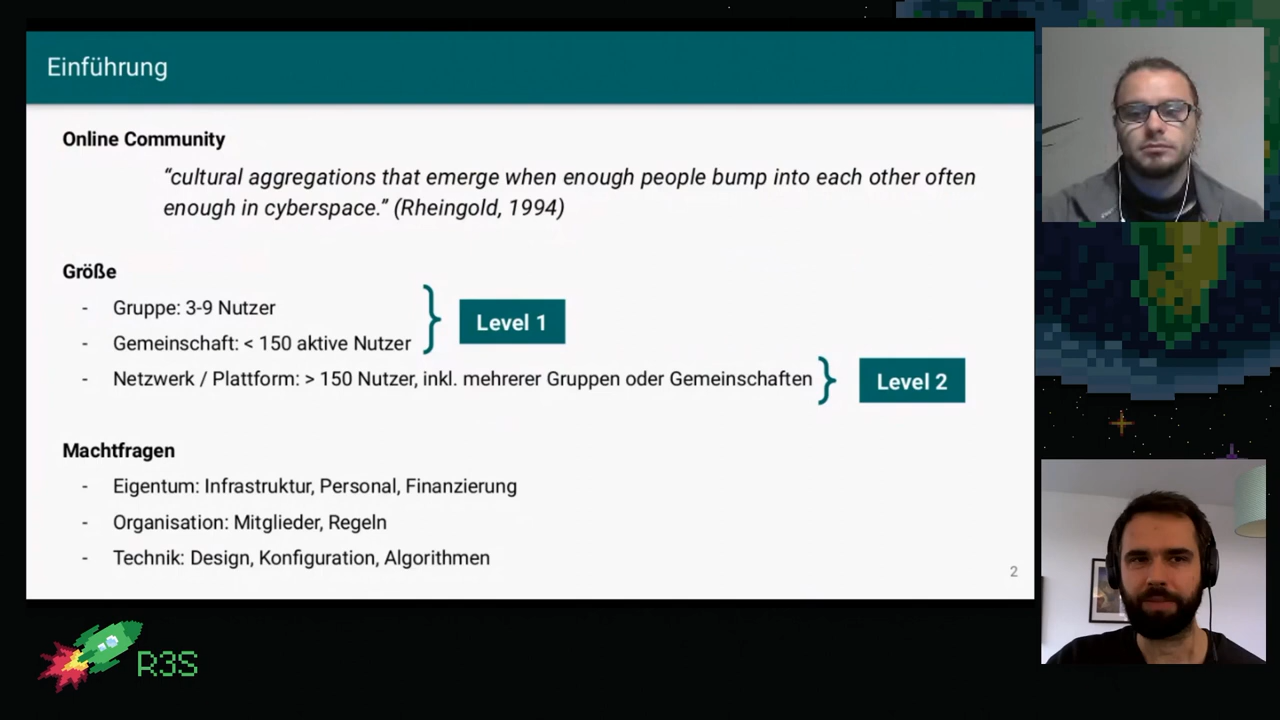 Einführung
Online Community
“cultural aggregations that emerge when enough people bump into each other often
enough in cyberspace.” (Rheingold, 1994)
Größe
- Gruppe: 3-9 Nutzer
- Gemeinschaft: < 150 aktive Nutzer
Level 1
- Netzwerk / Plattform: > 150 Nutzer, inkl. mehrerer Gruppen oder Gemeinschaften
Level 2
Machtfragen
- Eigentum: Infrastruktur, Personal, Finanzierung
- Organisation: Mitglieder, Regeln
- Technik: Design, Konfiguration, Algorithmen
2
R3S